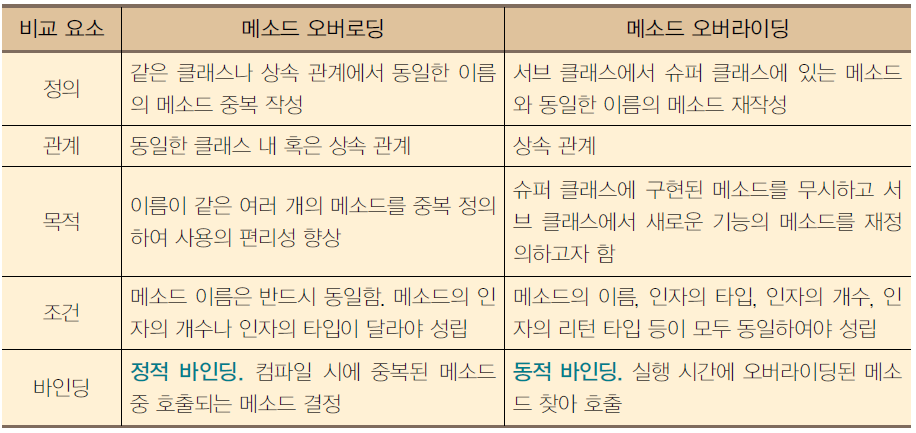 비교 요소
메소드 오버로딩
메소드 오버라이딩
정의
같은 클래스나 상속 관계에서 동일한 이름
의 메소드 중복 작성
서브 클래스에서 슈퍼 클래스에 있는 메소드
와 동일한 이름의 메소드 재작성
관계
동일한 클래스 내 혹은 상속 관계
상속 관계
목적
이름이 같은 여러 개의 메소드를 중복 정의
하여 사용의 편리성 향상
슈퍼 클래스에 구현된 메소드를 무시하고 서
브 클래스에서 새로운 기능의 메소드를 재정
의하고자 함
조건
메소드 이름은 반드시 동일함. 메소드의 인
자의 개수나 인자의 타입이 달라야 성립
메소드의 이름, 인자의 타입, 인자의 개수, 인
자의 리턴 타입 등이 모두 동일하여야 성립
바인딩
정적 바인딩. 컴파일 시에 중복된 메소드
중 호출되는 메소드 결정
동적 바인딩. 실행 시간에 오버라이딩된 메소
드 찾아 호출